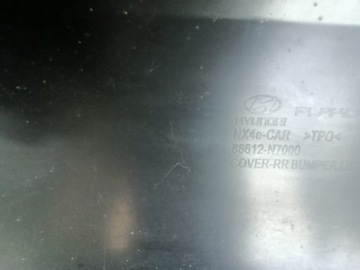 HYUNDAI
NX4e-CAR >TPO<
86612-N7000
COVER-RR BUMPER